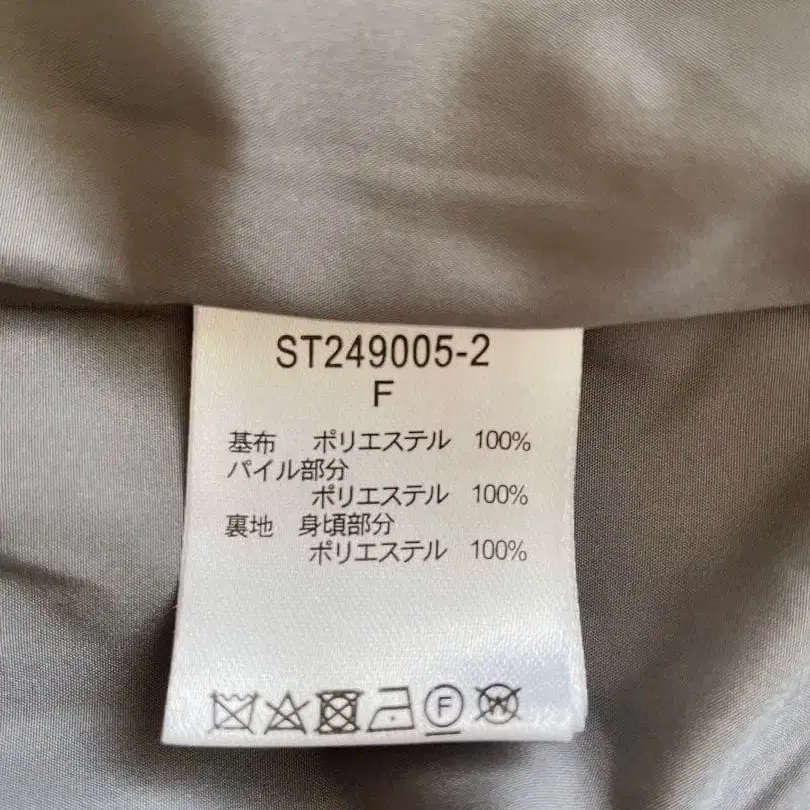 ST249005-2
F
基布 ポリエステル 100%
パイル部分
ポリエステル 100%
裏地 身頃部分
ポリエステル 100%
F
W